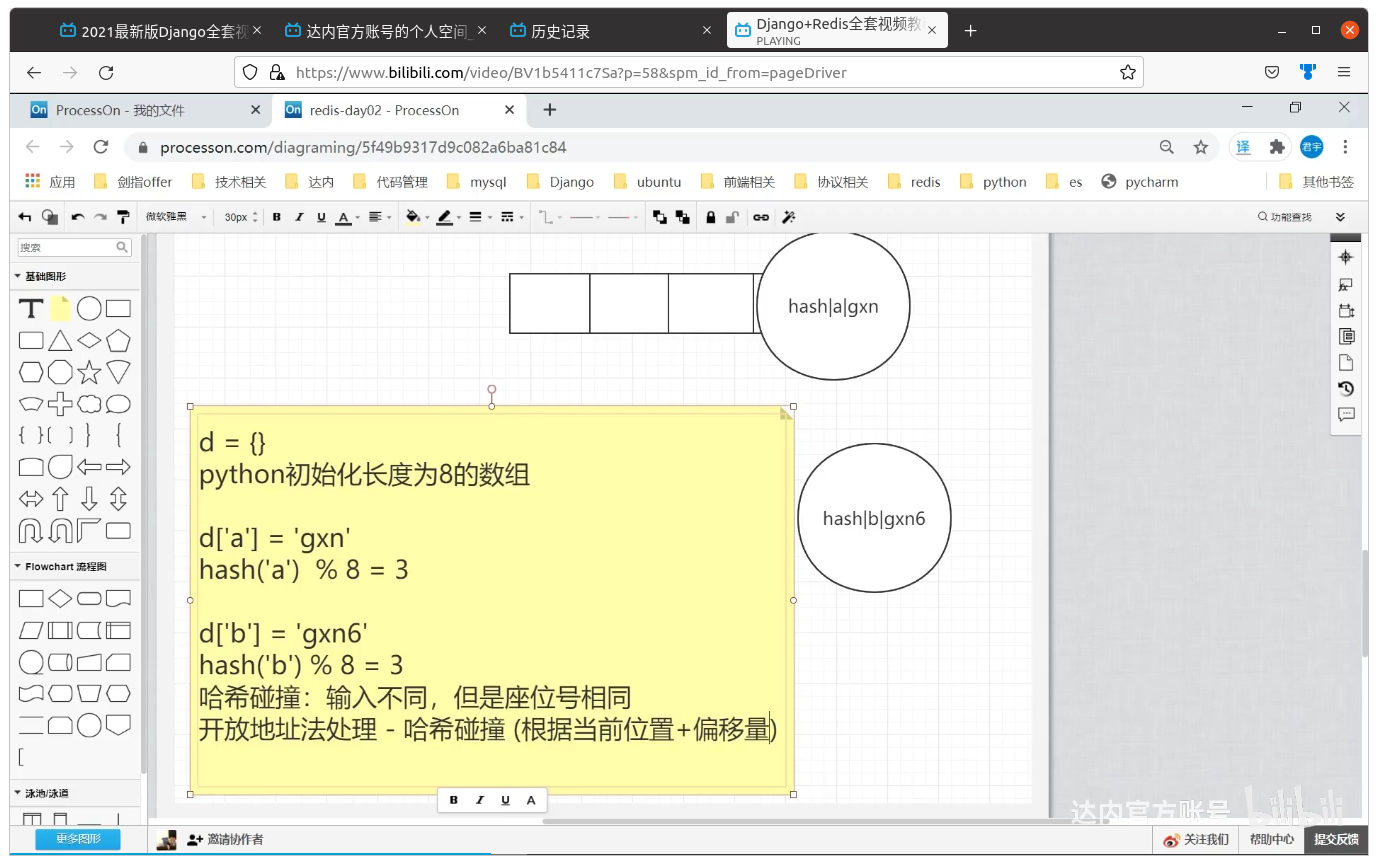 2021最新版Django全套视
达内官方账号的个人空间_
历史记录
Django+Redis全套视频教
PLAYING
https://www.bilibili.com/video/BV1b5411c7Sa?p=58&spm_id_from=pageDriver
On ProcessOn - 我的文件
On redis-day02 - ProcessOn
processon.com/diagraming/5f49b9317d9c082a6ba81c84
译
君宇
应用 剑指offer 技术相关 达内 代码管理 mysql Django ubuntu 前端相关 协议相关 redis python es pycharm 其他书签
微软雅黑 30px B I U A 功能查找
搜索
基础图形
T
Flowchart 流程图
泳池/泳道
更多图形
hash|a|gxn
d = {}
python初始化长度为8的数组
d['a'] = 'gxn'
hash('a') % 8 = 3
d['b'] = 'gxn6'
hash('b') % 8 = 3
哈希碰撞：输入不同，但是座位号相同
开放地址法处理 - 哈希碰撞 (根据当前位置+偏移量)
hash|b|gxn6
B I U A
达内官方账号 bilibili
邀请协作者
关注我们 帮助中心 提交反馈